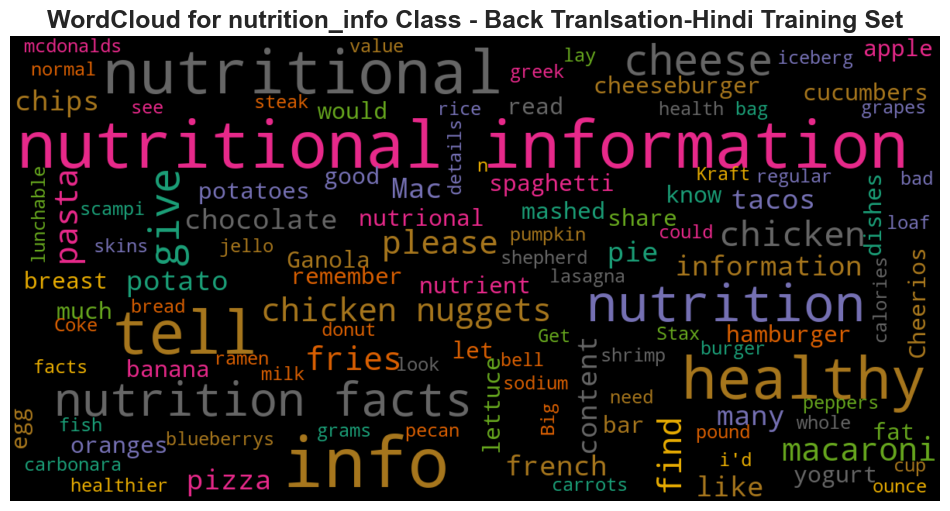 WordCloud for nutrition_info Class - Back Tranlsation-Hindi Training Set
mcdonalds value lay cheese iceberg apple
normal nutritional greek cheeseburger cucumbers
chips see steak would rice read health bag grapes
nutritional information
lunchable pasta give potatoes good Mac details n spaghetti Kraft regular bad
scampi chocolate nutrional mashed share know tacos dishes loaf
skins jello Ganola please pumpkin pie could chicken
breast potato remember nutrient shepherd lasagna information calories Cheerios
much bread chicken nuggets nutrition
Coke tell donut let bell Get Stax hamburger
facts banana ramen milk fries look sodium shrimp burger
nutrition facts lettuce content need healthy
egg fish oranges blueberrys grams pecan Big bar find many peppers whole fat macaroni
carbonara info french pound i'd yogurt cup
healthier pizza carrots like ounce